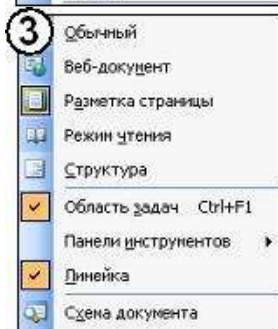 3
Обычный
Веб-документ
Разметка страницы
Режим чтения
Структура
Область задач Ctrl+F1
Панели инструментов
Линейка
Схема документа